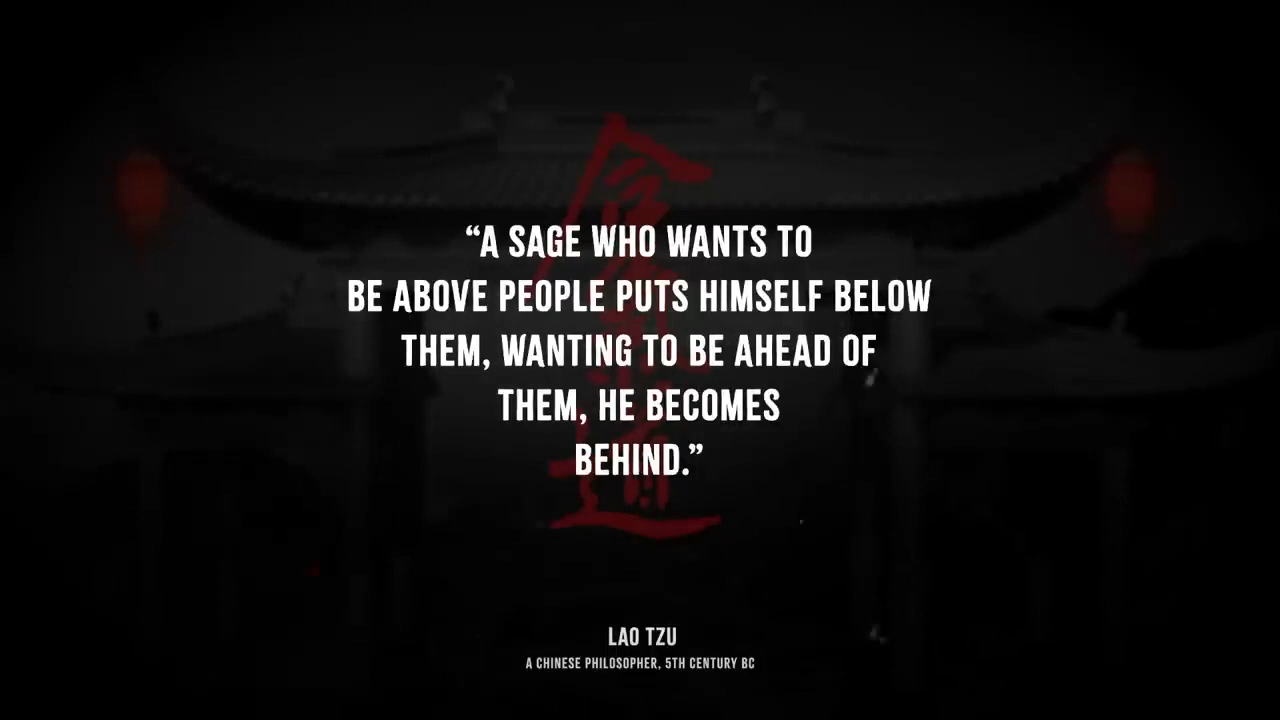 “A SAGE WHO WANTS TO
BE ABOVE PEOPLE PUTS HIMSELF BELOW
THEM, WANTING TO BE AHEAD OF
THEM, HE BECOMES
BEHIND.”
LAO TZU
A CHINESE PHILOSOPHER, 5TH CENTURY BC